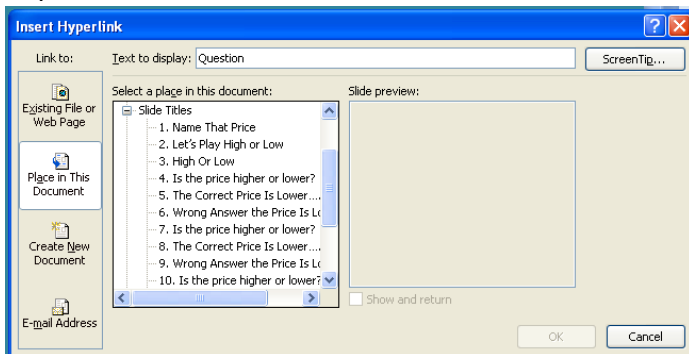 Insert Hyperlink
Link to:
Text to display: Question
ScreenTip...
Existing File or
Web Page
Place in This
Document
Create New
Document
E-mail Address
Select a place in this document:
Slide Titles
1. Name That Price
2. Let's Play High or Low
3. High Or Low
4. Is the price higher or lower?
5. The Correct Price Is Lower....
6. Wrong Answer the Price Is
7. Is the price higher or lower?
8. The Correct Price Is Lower....
9. Wrong Answer the Price Is
10. Is the price higher or lower?
Slide preview:
Show and return
OK
Cancel